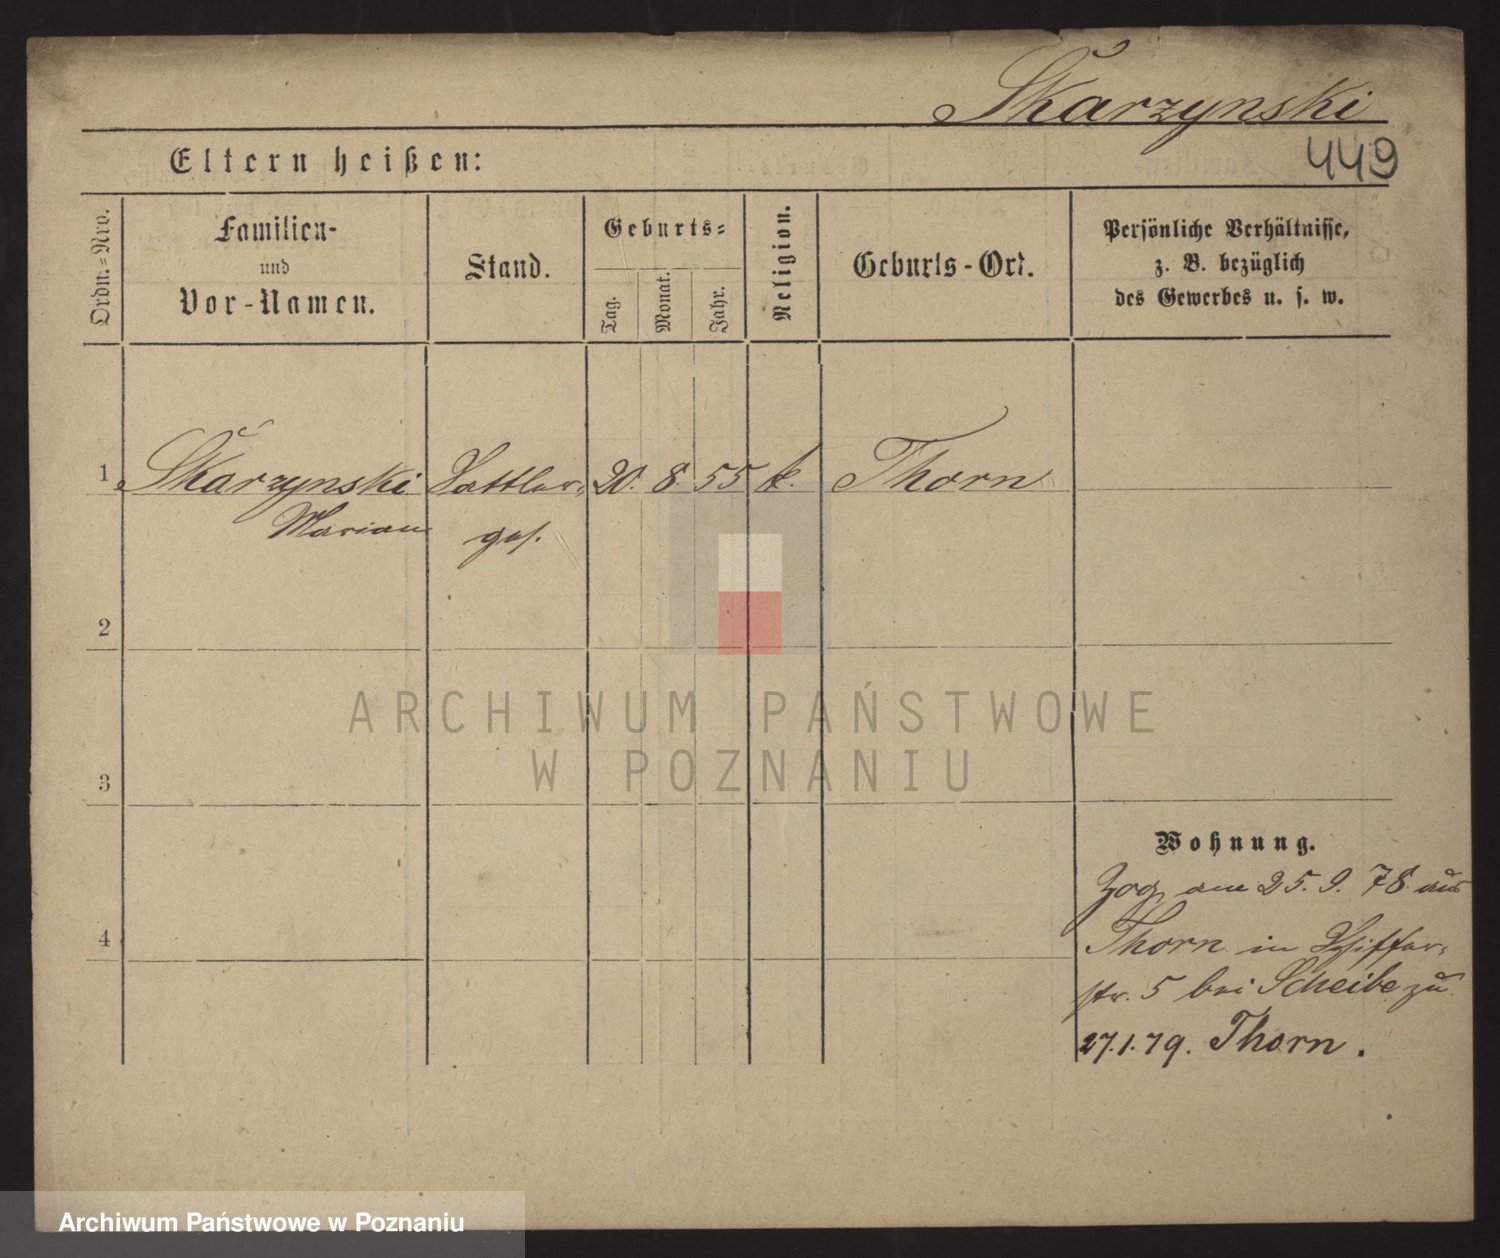 Skarzynski
449
Eltern heißen:
Ordn.=Nro.
Familien-
und
Vor-Namen.
Stand.
Geburts=
Tag.
Monat.
Jahr.
Religion.
Geburts-Ort.
Persönliche Verhältnisse,
z. B. bezüglich
des Gewerbes u. s. w.
1 Skarzynski Sattler= 20. 8. 55 k. Thorn
Marian ges.
2
3
4
ARCHIWUM PAŃSTWOWE
W POZNANIU
Wohnung.
Zog am 25. 9. 78. aus
Thorn in Schiffer=
str. 5 bei Scheibe zu.
27.1.79. Thorn.
Archiwum Państwowe w Poznaniu